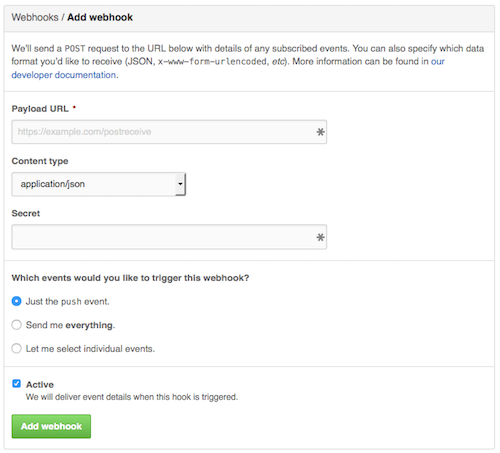 Webhooks / Add webhook
We'll send a POST request to the URL below with details of any subscribed events. You can also specify which data
format you'd like to receive (JSON, x-www-form-urlencoded, etc). More information can be found in our
developer documentation.
Payload URL *
https://example.com/postreceive
Content type
application/json
Secret
Which events would you like to trigger this webhook?
Just the push event.
Send me everything.
Let me select individual events.
Active
We will deliver event details when this hook is triggered.
Add webhook